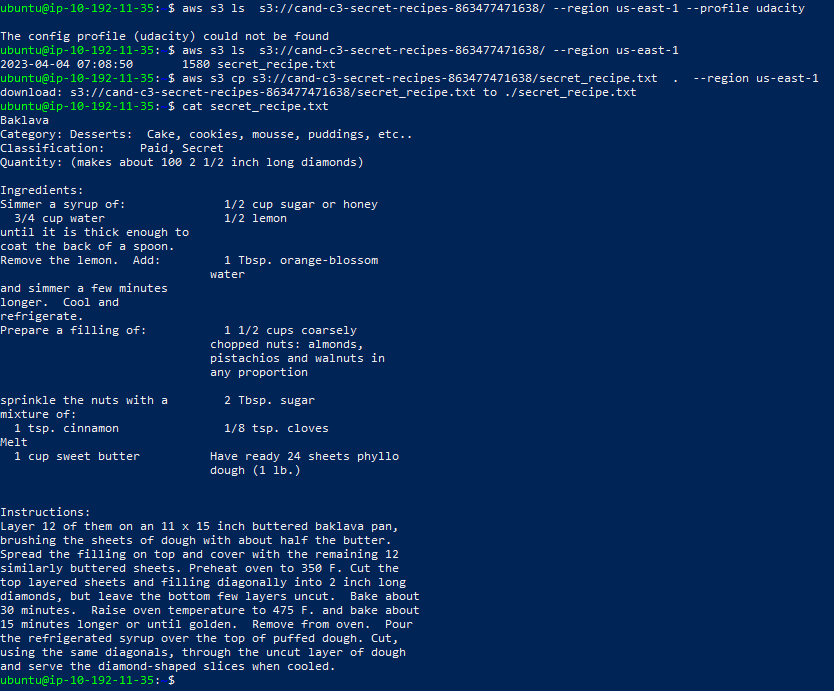 ubuntu@ip-10-192-11-35:~$ aws s3 ls  s3://cand-c3-secret-recipes-863477471638/ --region us-east-1 --profile udacity

The config profile (udacity) could not be found
ubuntu@ip-10-192-11-35:~$ aws s3 ls  s3://cand-c3-secret-recipes-863477471638/ --region us-east-1
2023-04-04 07:08:50       1580 secret_recipe.txt
ubuntu@ip-10-192-11-35:~$ aws s3 cp s3://cand-c3-secret-recipes-863477471638/secret_recipe.txt  .  --region us-east-1
download: s3://cand-c3-secret-recipes-863477471638/secret_recipe.txt to ./secret_recipe.txt
ubuntu@ip-10-192-11-35:~$ cat secret_recipe.txt
Baklava
Category: Desserts:  Cake, cookies, mousse, puddings, etc..
Classification:     Paid, Secret
Quantity: (makes about 100 2 1/2 inch long diamonds)

Ingredients:
Simmer a syrup of:              1/2 cup sugar or honey
  3/4 cup water                 1/2 lemon
until it is thick enough to
coat the back of a spoon.
Remove the lemon.  Add:         1 Tbsp. orange-blossom
                              water
and simmer a few minutes
longer.  Cool and
refrigerate.
Prepare a filling of:           1 1/2 cups coarsely
                              chopped nuts: almonds,
                              pistachios and walnuts in
                              any proportion

sprinkle the nuts with a        2 Tbsp. sugar
mixture of:
  1 tsp. cinnamon               1/8 tsp. cloves
Melt
  1 cup sweet butter          Have ready 24 sheets phyllo
                              dough (1 lb.)


Instructions:
Layer 12 of them on an 11 x 15 inch buttered baklava pan,
brushing the sheets of dough with about half the butter.
Spread the filling on top and cover with the remaining 12
similarly buttered sheets. Preheat oven to 350 F. Cut the
top layered sheets and filling diagonally into 2 inch long
diamonds, but leave the bottom few layers uncut.  Bake about
30 minutes.  Raise oven temperature to 475 F. and bake about
15 minutes longer or until golden.  Remove from oven.  Pour
the refrigerated syrup over the top of puffed dough. Cut,
using the same diagonals, through the uncut layer of dough
and serve the diamond-shaped slices when cooled.
ubuntu@ip-10-192-11-35:~$